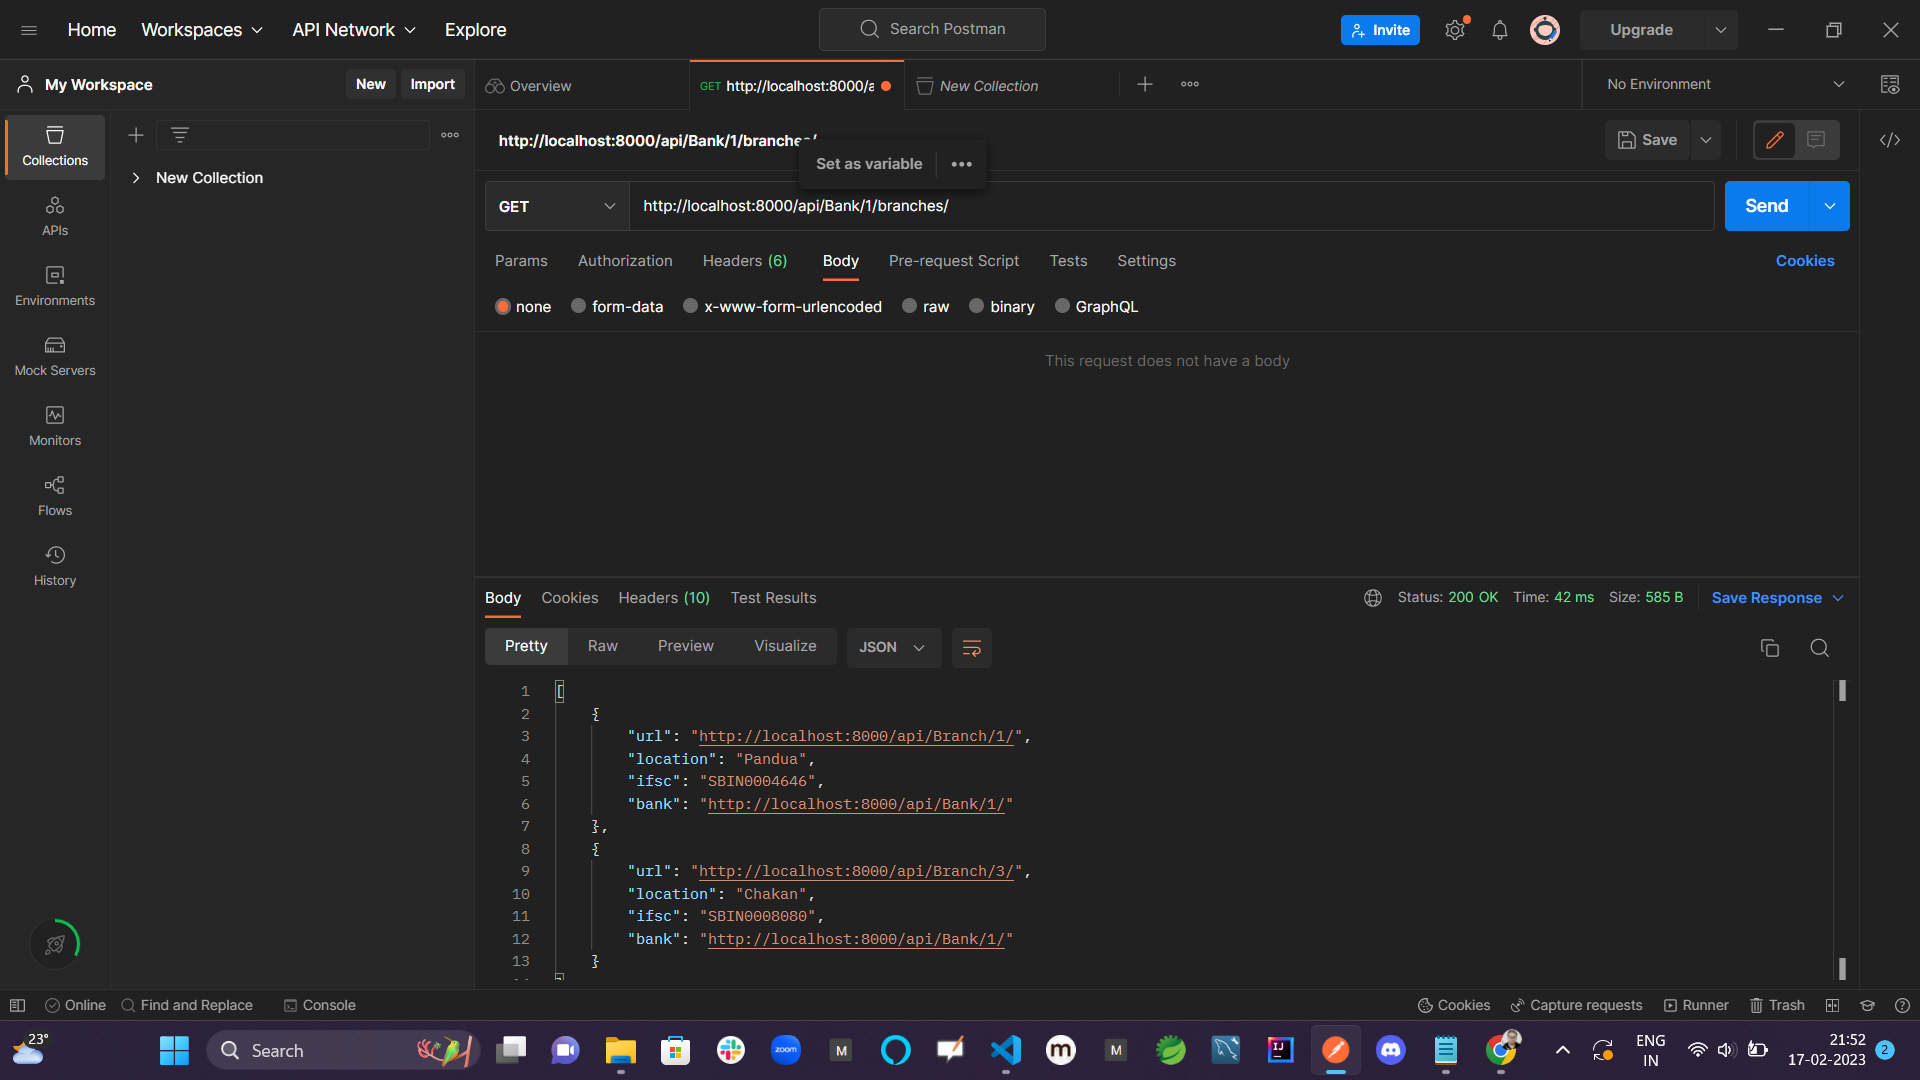 Home Workspaces API Network Explore Search Postman Invite Upgrade
My Workspace New Import Overview GET http://localhost:8000/a New Collection No Environment
http://localhost:8000/api/Bank/1/branches/ Save
Set as variable
Collections
New Collection
GET http://localhost:8000/api/Bank/1/branches/ Send
APIs
Params Authorization Headers (6) Body Pre-request Script Tests Settings Cookies
Environments
none form-data x-www-form-urlencoded raw binary GraphQL
This request does not have a body
Mock Servers
Monitors
Flows
History
Body Cookies Headers (10) Test Results Status: 200 OK Time: 42 ms Size: 585 B Save Response
Pretty Raw Preview Visualize JSON
1 [
2 {
3 "url": "http://localhost:8000/api/Branch/1/",
4 "location": "Pandua",
5 "ifsc": "SBIN0004646",
6 "bank": "http://localhost:8000/api/Bank/1/"
7 },
8 {
9 "url": "http://localhost:8000/api/Branch/3/",
10 "location": "Chakan",
11 "ifsc": "SBIN0008080",
12 "bank": "http://localhost:8000/api/Bank/1/"
13 }
Online Find and Replace Console Cookies Capture requests Runner Trash
23° Search zoom M m M IJ ENG 21:52
IN 17-02-2023 2